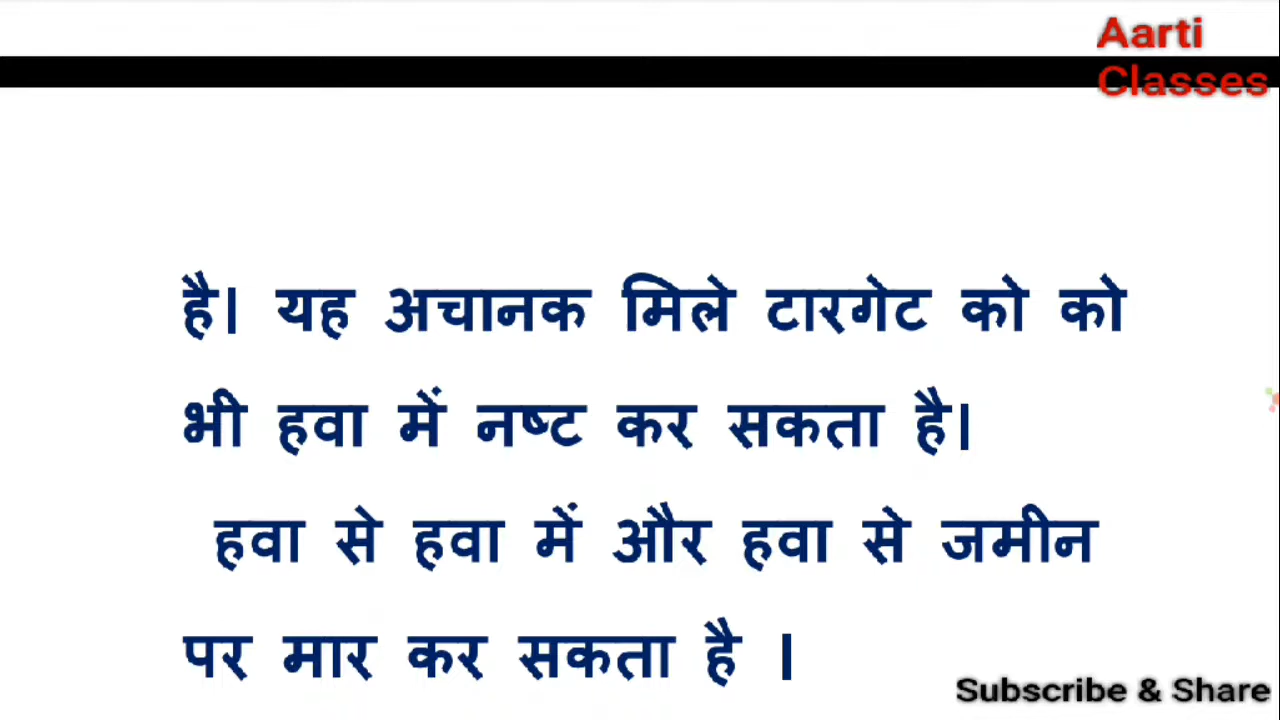 Aarti
Classes
है। यह अचानक मिले टारगेट को को
भी हवा में नष्ट कर सकता है।
हवा से हवा में और हवा से जमीन
पर मार कर सकता है ।
Subscribe & Share